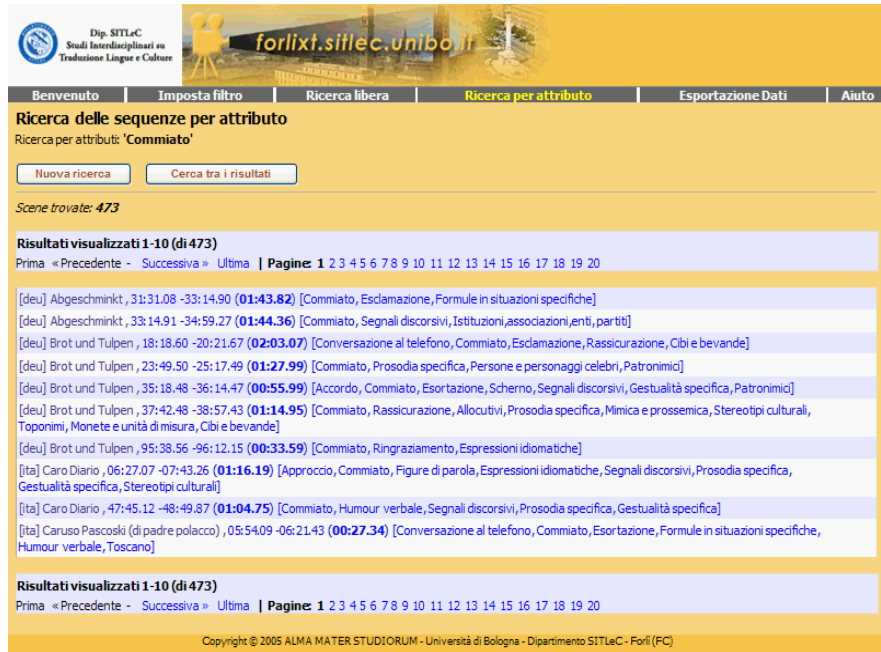 Dip. SITLeC
Studi Interdisciplinari su
Traduzione Lingue e Culture
forlixt.sitlec.unibo.it
Benvenuto | Imposta filtro | Ricerca libera | Ricerca per attributo | Esportazione Dati | Aiuto
Ricerca delle sequenze per attributo
Ricerca per attributi: 'Commiato'
Nuova ricerca Cerca tra i risultati
Scene trovate: 473
Risultati visualizzati 1-10 (di 473)
Prima « Precedente - Successiva » Ultima | Pagine: 1 2 3 4 5 6 7 8 9 10 11 12 13 14 15 16 17 18 19 20
[deu] Abgeschminkt , 31:31.08 -33:14.90 (01:43.82) [Commiato, Esclamazione, Formule in situazioni specifiche]
[deu] Abgeschminkt , 33:14.91 -34:59.27 (01:44.36) [Commiato, Segnali discorsivi, Istituzioni,associazioni,enti, partiti]
[deu] Brot und Tulpen , 18:18.60 -20:21.67 (02:03.07) [Conversazione al telefono, Commiato, Esclamazione, Rassicurazione, Cibi e bevande]
[deu] Brot und Tulpen , 23:49.50 -25:17.49 (01:27.99) [Commiato, Prosodia specifica, Persone e personaggi celebri, Patronimici]
[deu] Brot und Tulpen , 35:18.48 -36:14.47 (00:55.99) [Accordo, Commiato, Esortazione, Scherno, Segnali discorsivi, Gestualità specifica, Patronimici]
[deu] Brot und Tulpen , 37:42.48 -38:57.43 (01:14.95) [Commiato, Rassicurazione, Allocutivi, Prosodia specifica, Mimica e prossemica, Stereotipi culturali,
Toponimi, Monete e unità di misura, Cibi e bevande]
[deu] Brot und Tulpen , 95:38.56 -96:12.15 (00:33.59) [Commiato, Ringraziamento, Espressioni idiomatiche]
[ita] Caro Diario , 06:27.07 -07:43.26 (01:16.19) [Approccio, Commiato, Figure di parola, Espressioni idiomatiche, Segnali discorsivi, Prosodia specifica,
Gestualità specifica, Stereotipi culturali]
[ita] Caro Diario , 47:45.12 -48:49.87 (01:04.75) [Commiato, Humour verbale, Segnali discorsivi, Prosodia specifica, Gestualità specifica]
[ita] Caruso Pascoski (di padre polacco) , 05:54.09 -06:21.43 (00:27.34) [Conversazione al telefono, Commiato, Esortazione, Formule in situazioni specifiche,
Humour verbale, Toscano]
Risultati visualizzati 1-10 (di 473)
Prima « Precedente - Successiva » Ultima | Pagine: 1 2 3 4 5 6 7 8 9 10 11 12 13 14 15 16 17 18 19 20
Copyright © 2005 ALMA MATER STUDIORUM - Università di Bologna - Dipartimento SITLeC - Forlì (FC)